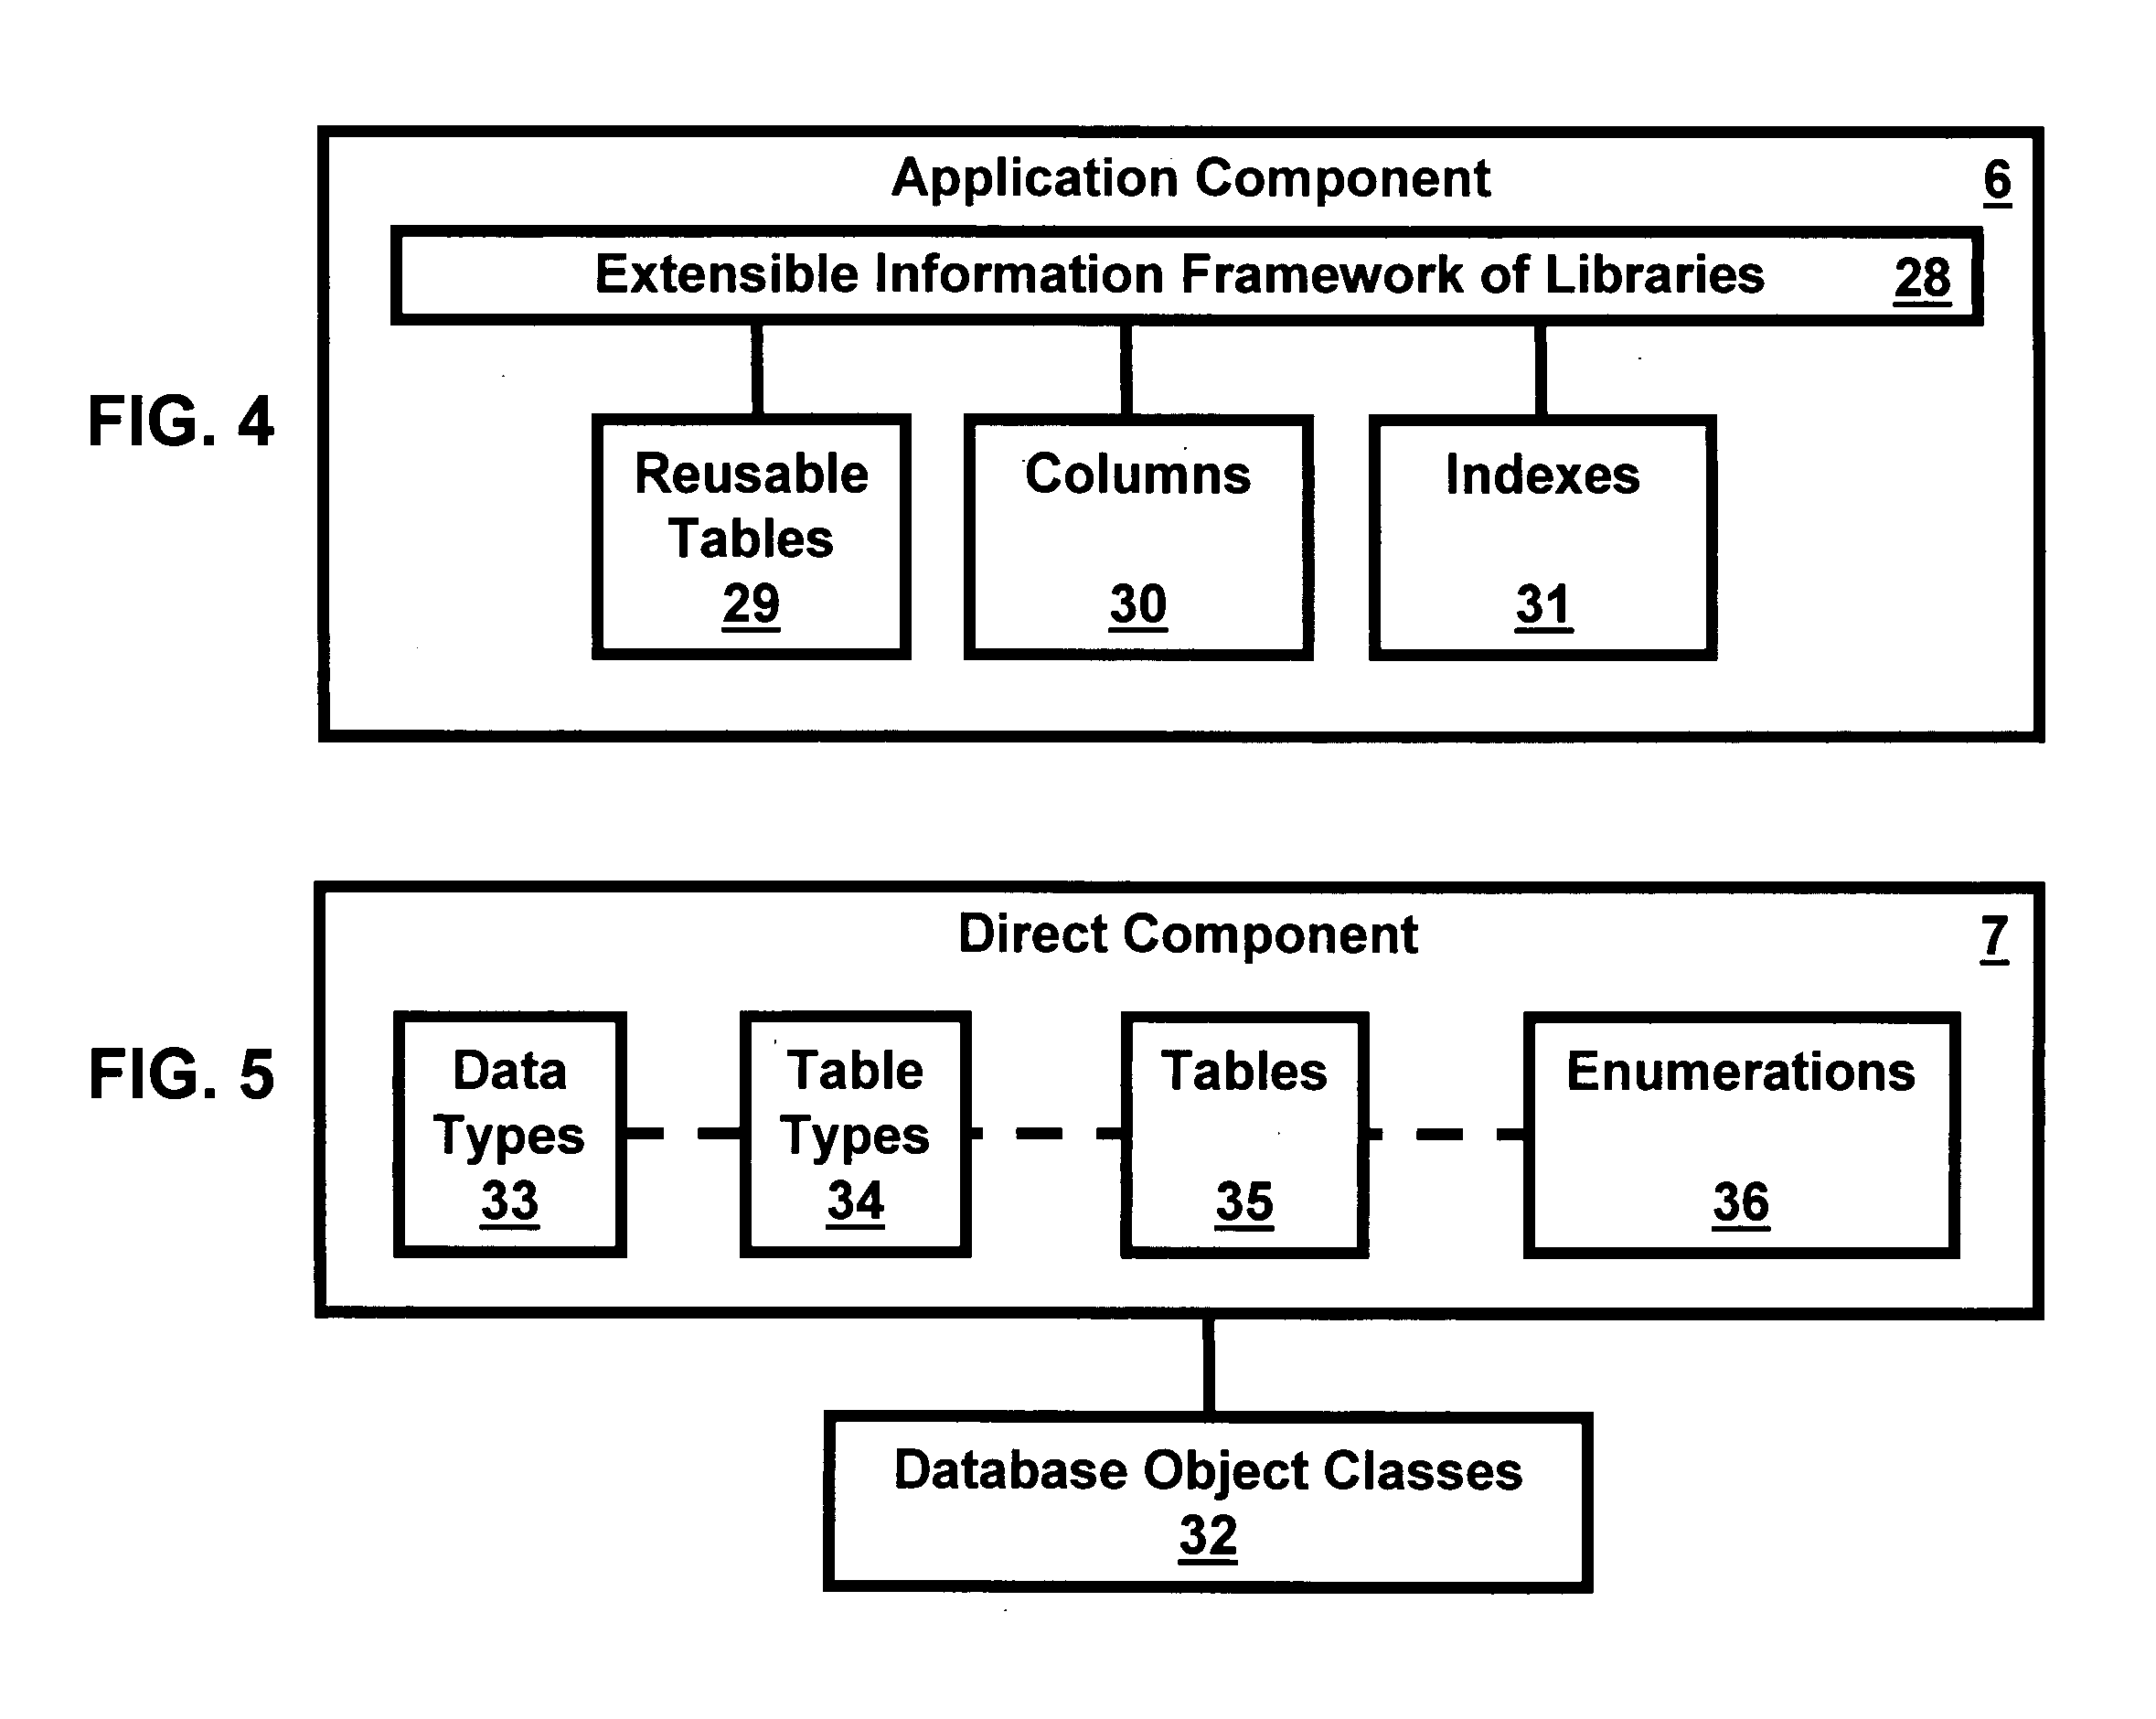 FIG. 4
Application Component
6
Extensible Information Framework of Libraries
28
Reusable
Tables
29
Columns
30
Indexes
31
FIG. 5
Direct Component
7
Data
Types
33
Table
Types
34
Tables
35
Enumerations
36
Database Object Classes
32